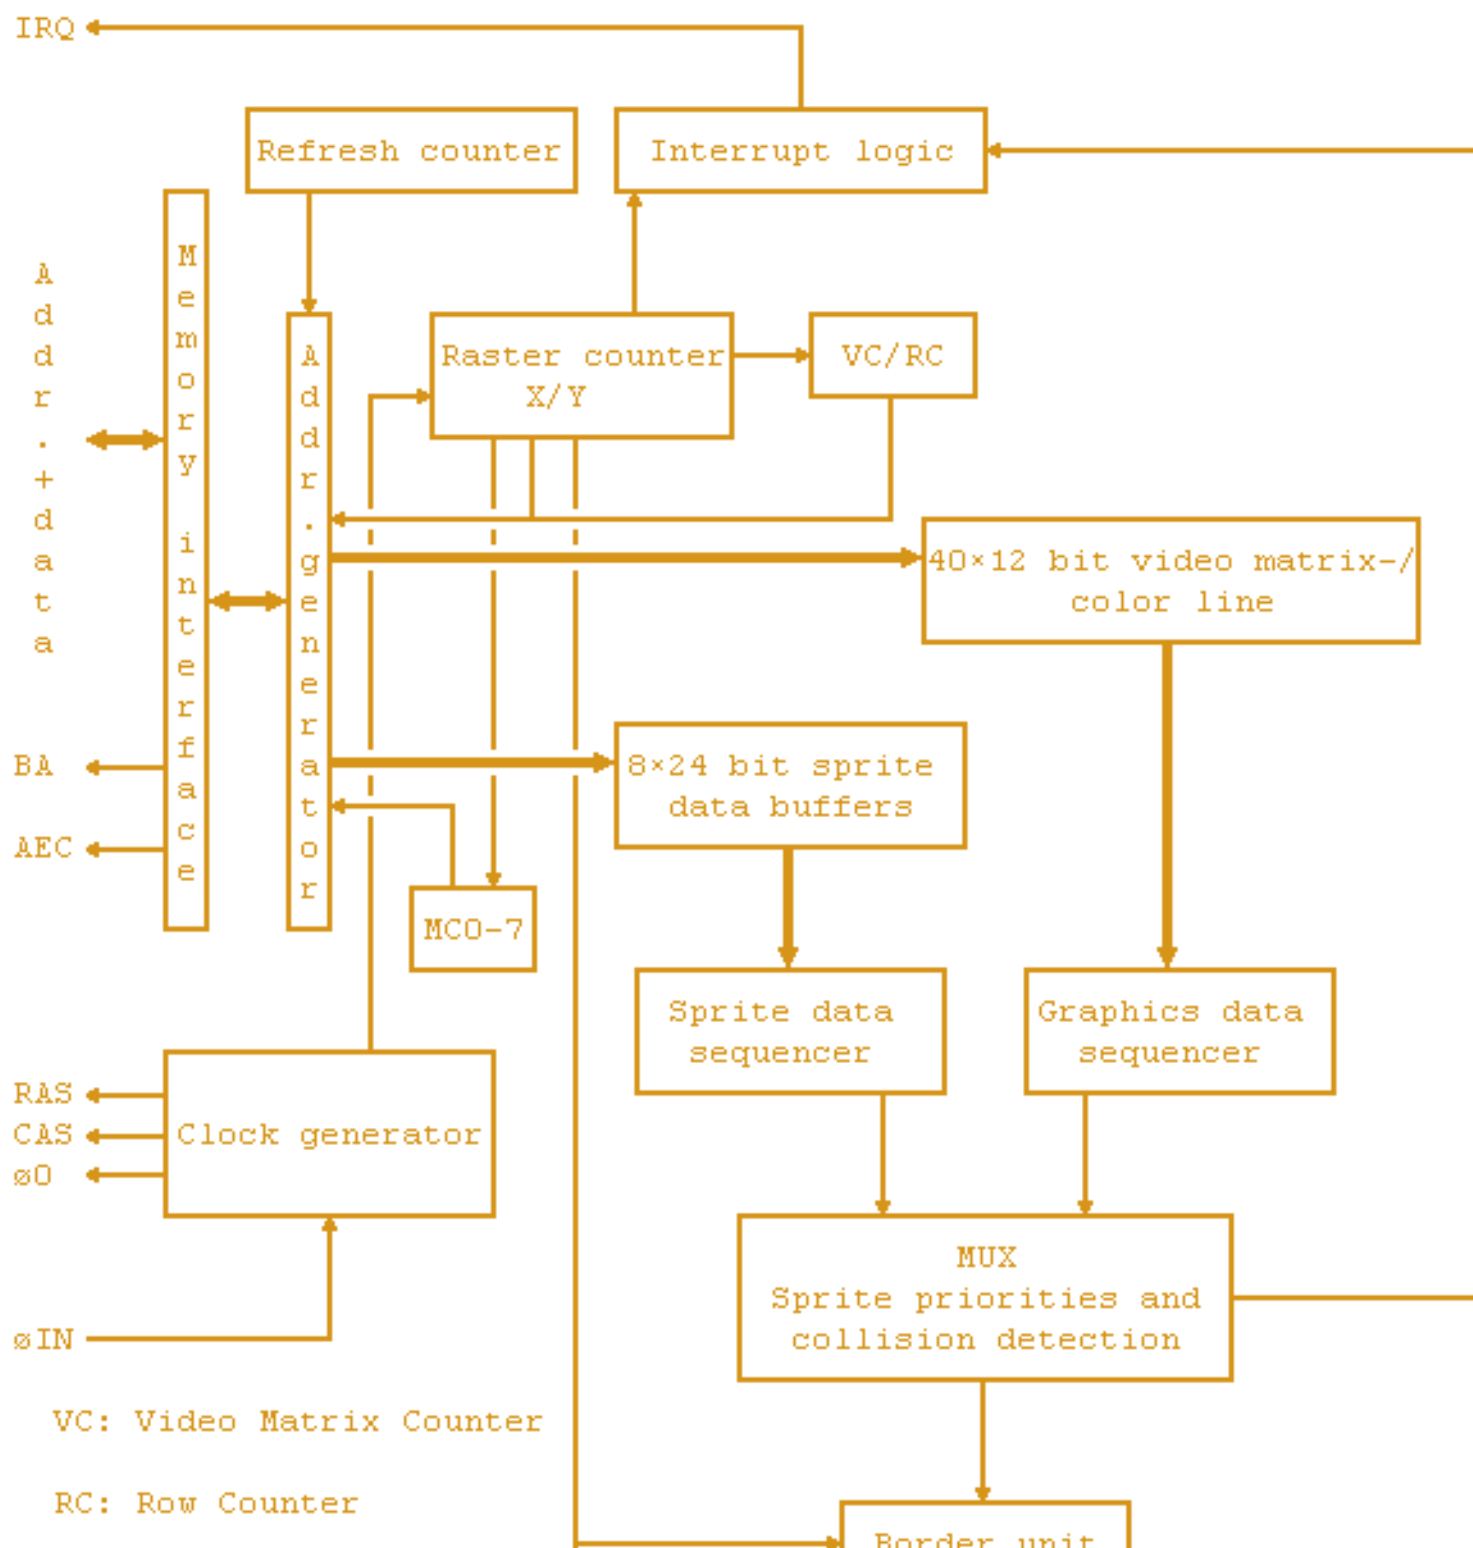 IRQ
Refresh counter
Interrupt logic
Memory interface
Addr.+data
Addr.generator
Raster counter
X/Y
VC/RC
40×12 bit video matrix-/
color line
BA
8×24 bit sprite
data buffers
AEC
MC0-7
Sprite data
sequencer
Graphics data
sequencer
RAS
CAS
ø0
Clock generator
MUX
Sprite priorities and
collision detection
øIN
VC: Video Matrix Counter
RC: Row Counter
Border unit